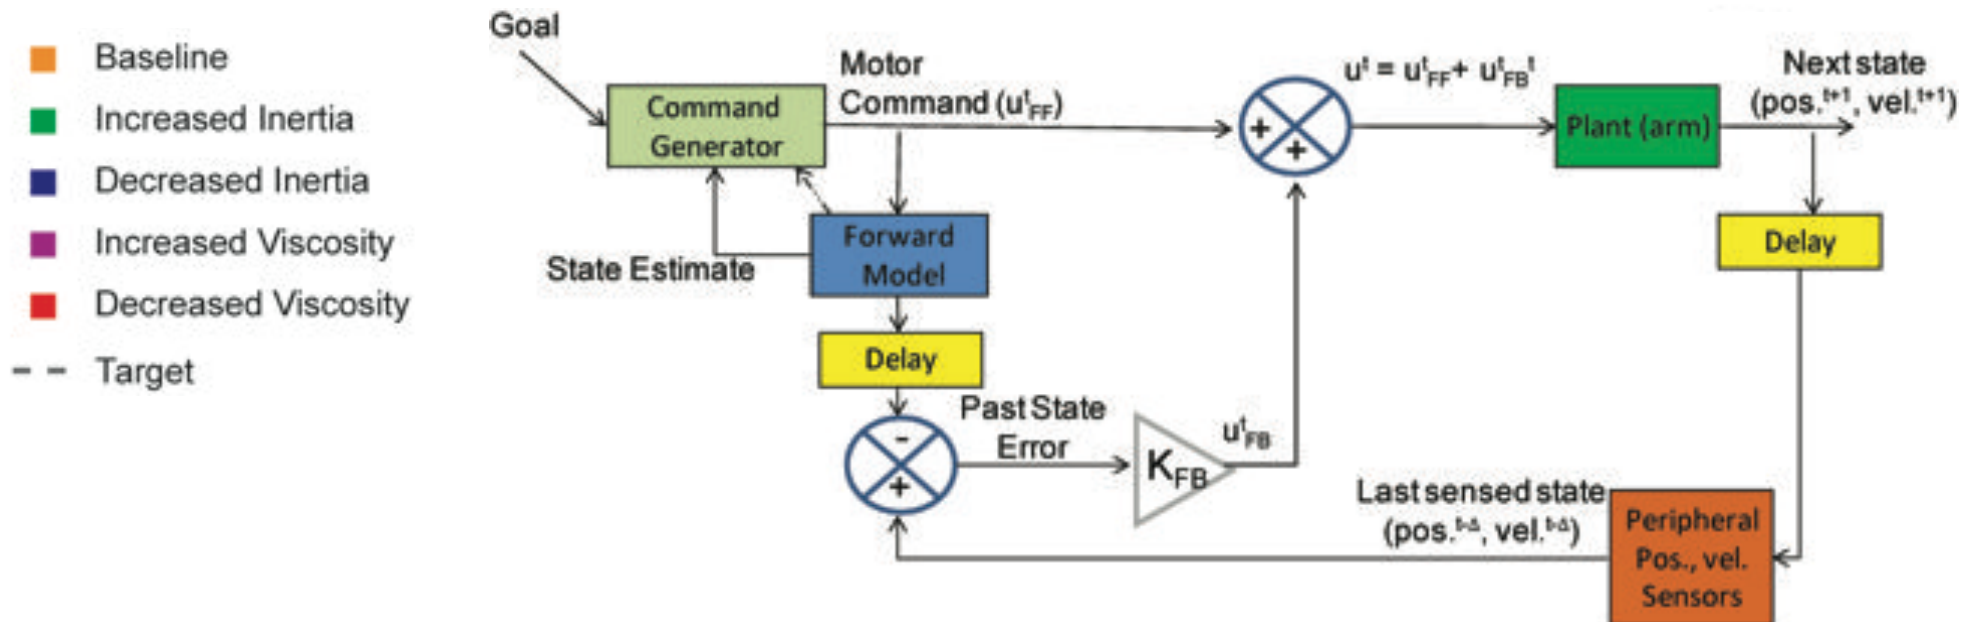 Baseline
Increased Inertia
Decreased Inertia
Increased Viscosity
Decreased Viscosity
Target
Goal
Command
Generator
Motor
Command (u^t_FF)
+
+
u^t = u^t_FF + u^t_FB^t
Plant (arm)
Next state
(pos.^t+1, vel.^t+1)
Delay
Forward
Model
State Estimate
Delay
-
+
Past State
Error
K_FB
u^t_FB
Last sensed state
(pos.^t-Δ, vel.^t-Δ)
Peripheral
Pos., vel.
Sensors